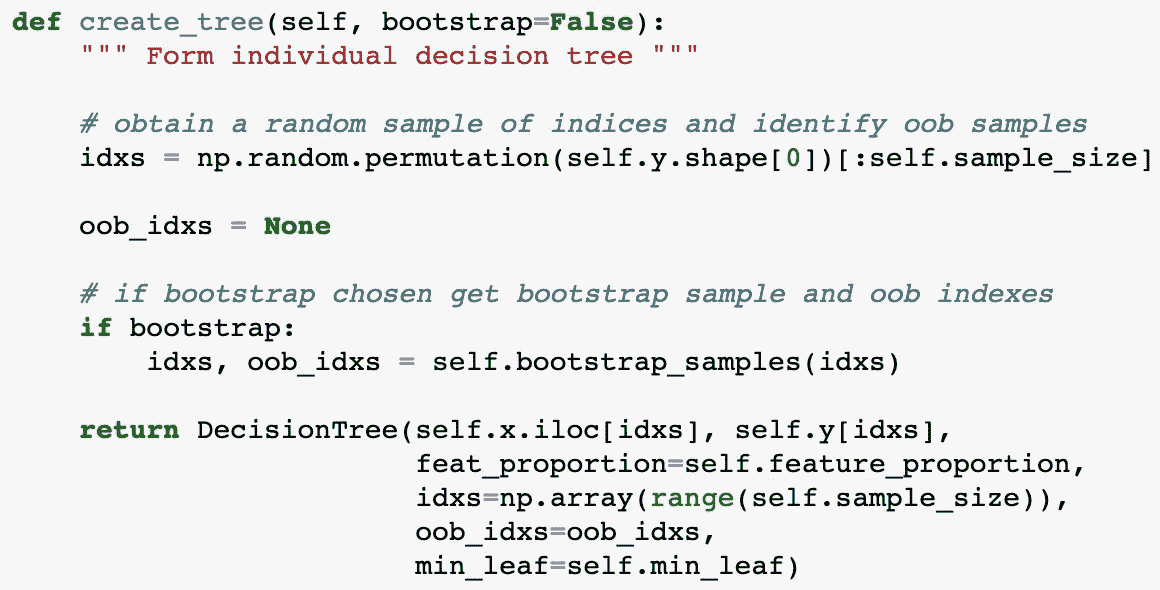 def create_tree(self, bootstrap=False):
    """ Form individual decision tree """

    # obtain a random sample of indices and identify oob samples
    idxs = np.random.permutation(self.y.shape[0])[:self.sample_size]

    oob_idxs = None

    # if bootstrap chosen get bootstrap sample and oob indexes
    if bootstrap:
        idxs, oob_idxs = self.bootstrap_samples(idxs)

    return DecisionTree(self.x.iloc[idxs], self.y[idxs],
                        feat_proportion=self.feature_proportion,
                        idxs=np.array(range(self.sample_size)),
                        oob_idxs=oob_idxs,
                        min_leaf=self.min_leaf)